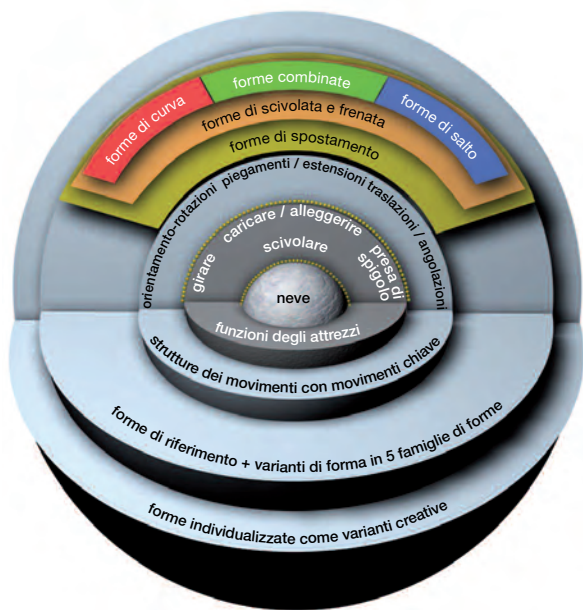 forme combinate
forme di curva
forme di salto
forme di scivolata e frenata
forme di spostamento
orientamento-rotazioni piegamenti / estensioni traslazioni / angolazioni
caricare / alleggerire
girare
scivolare
presa di
spigolo
neve
funzioni degli attrezzi
strutture dei movimenti con movimenti chiave
forme di riferimento + varianti di forma in 5 famiglie di forme
forme individualizzate come varianti creative